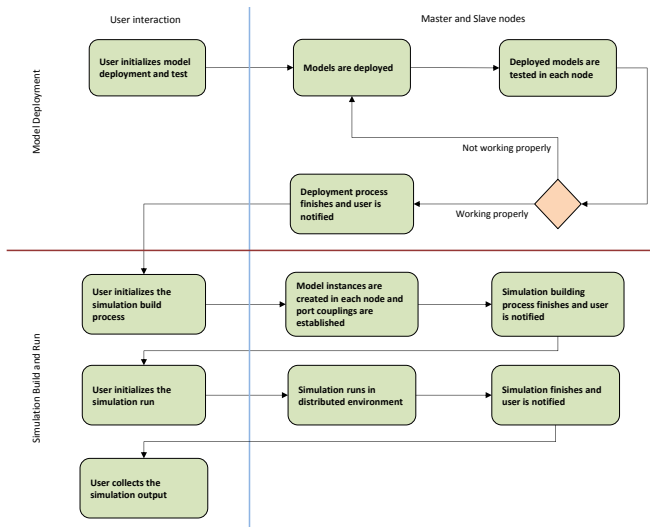 User interaction
Master and Slave nodes
Model Deployment
User initializes model
deployment and test
Models are deployed
Deployed models are
tested in each node
Not working properly
Deployment process
finishes and user is
notified
Working properly
Simulation Build and Run
User initializes the
simulation build
process
Model instances are
created in each node and
port couplings are
established
Simulation building
process finishes and user
is notified
User initializes the
simulation run
Simulation runs in
distributed environment
Simulation finishes and
user is notified
User collects the
simulation output